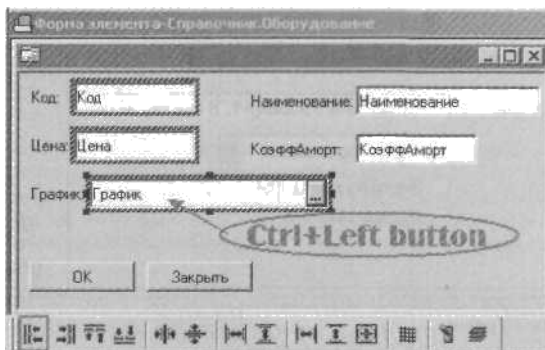 Форма элемента-Справочник.Оборудование
Код: Код Наименование: Наименование
Цена: Цена КоэффАморт: КоэффАморт
График: График ...
Ctrl+Left button
OK Закрыть